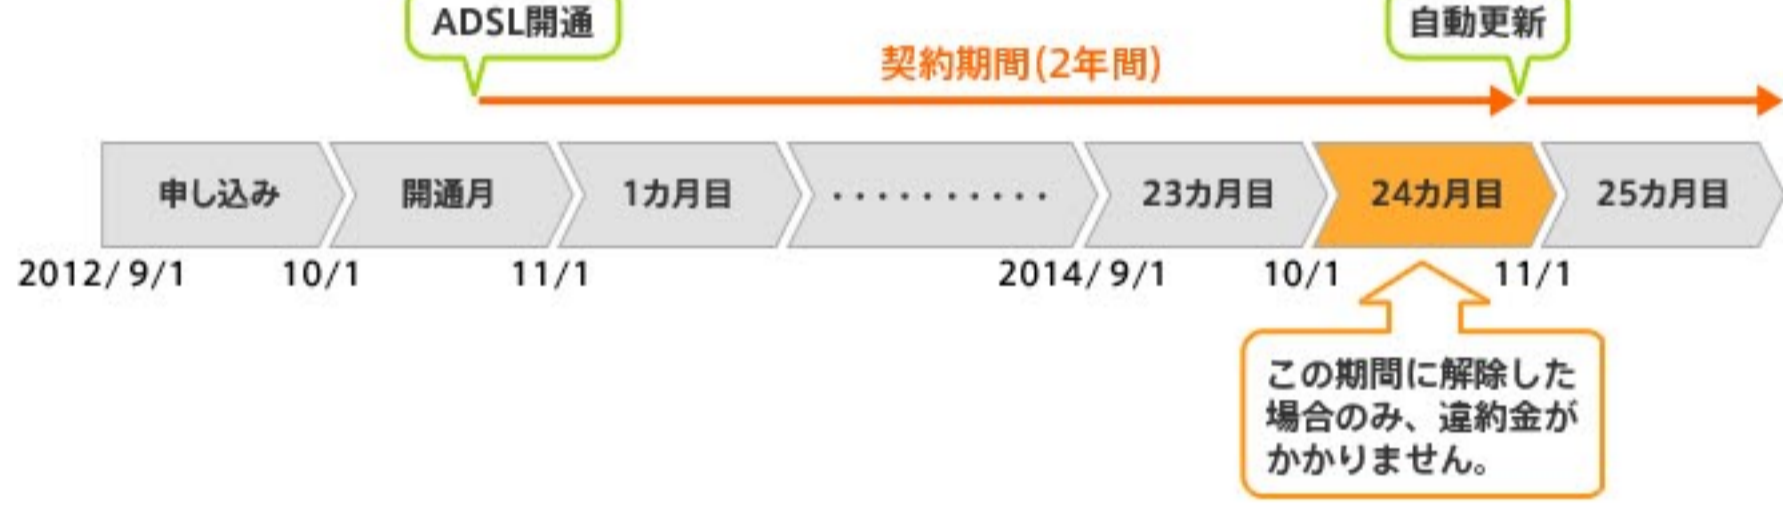 ADSL開通
自動更新
契約期間(2年間)
申し込み
開通月
1カ月目
..........
23カ月目
24カ月目
25カ月目
2012/9/1
10/1
11/1
2014/9/1
10/1
11/1
この期間に解除した
場合のみ、違約金が
かかりません。